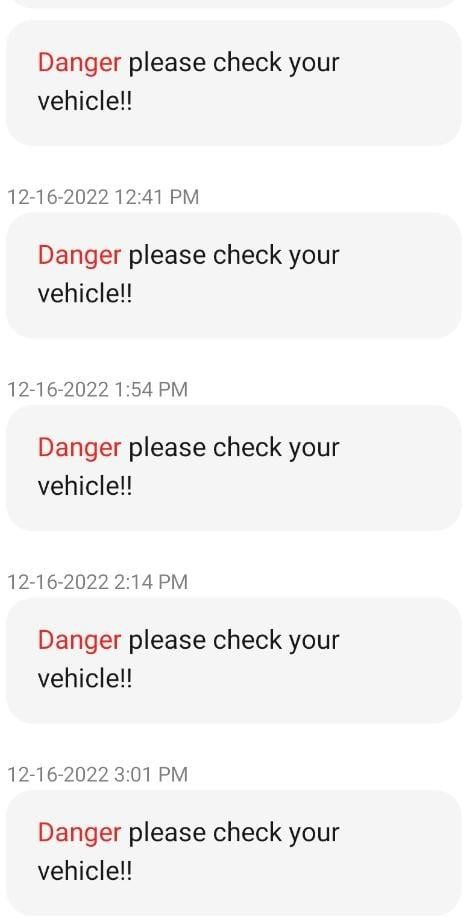 Danger please check your
vehicle!!
12-16-2022 12:41 PM
Danger please check your
vehicle!!
12-16-2022 1:54 PM
Danger please check your
vehicle!!
12-16-2022 2:14 PM
Danger please check your
vehicle!!
12-16-2022 3:01 PM
Danger please check your
vehicle!!